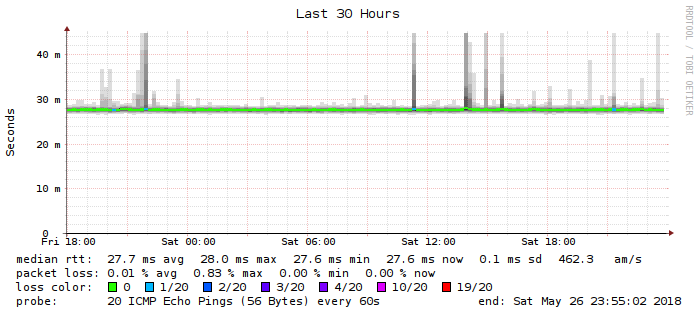 Last 30 Hours
RRDTOOL / TOBI OETIKER
Seconds
40 m
30 m
20 m
10 m
0
Fri 18:00 Sat 00:00 Sat 06:00 Sat 12:00 Sat 18:00
median rtt: 27.7 ms avg 28.0 ms max 27.6 ms min 27.6 ms now 0.1 ms sd 462.3 am/s
packet loss: 0.01 % avg 0.83 % max 0.00 % min 0.00 % now
loss color: 0 1/20 2/20 3/20 4/20 10/20 19/20
probe: 20 ICMP Echo Pings (56 Bytes) every 60s end: Sat May 26 23:55:02 2018